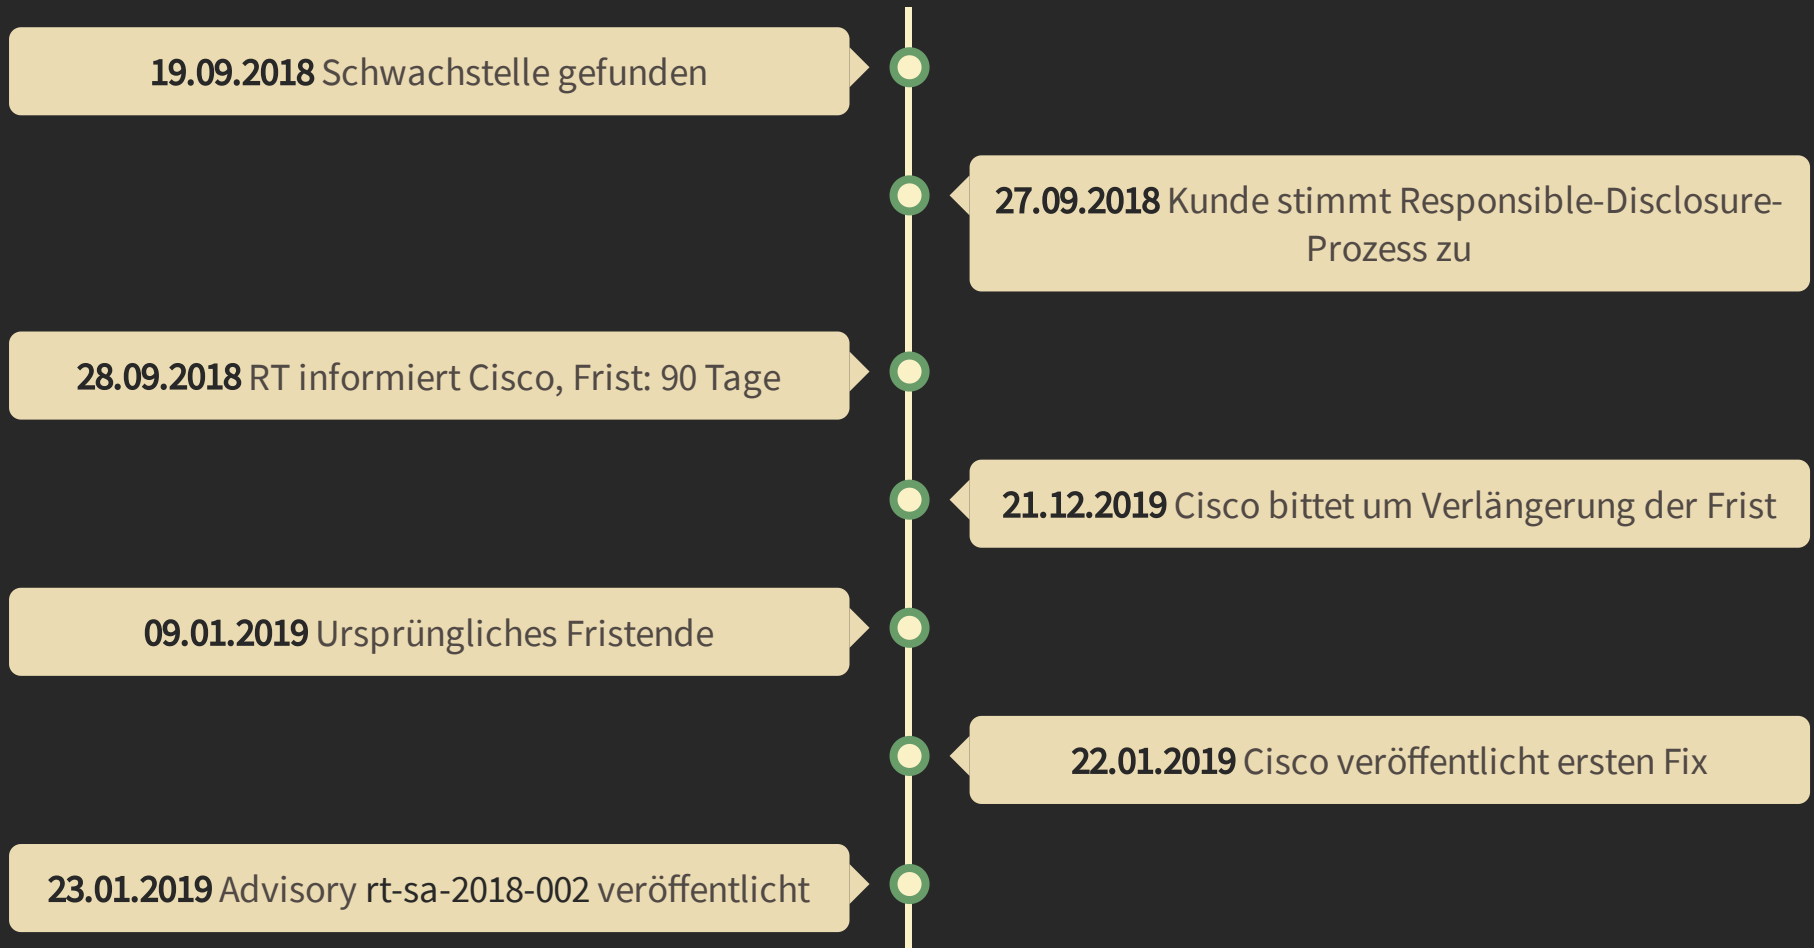 19.09.2018 Schwachstelle gefunden
27.09.2018 Kunde stimmt Responsible-Disclosure-
Prozess zu
28.09.2018 RT informiert Cisco, Frist: 90 Tage
21.12.2019 Cisco bittet um Verlängerung der Frist
09.01.2019 Ursprüngliches Fristende
22.01.2019 Cisco veröffentlicht ersten Fix
23.01.2019 Advisory rt-sa-2018-002 veröffentlicht